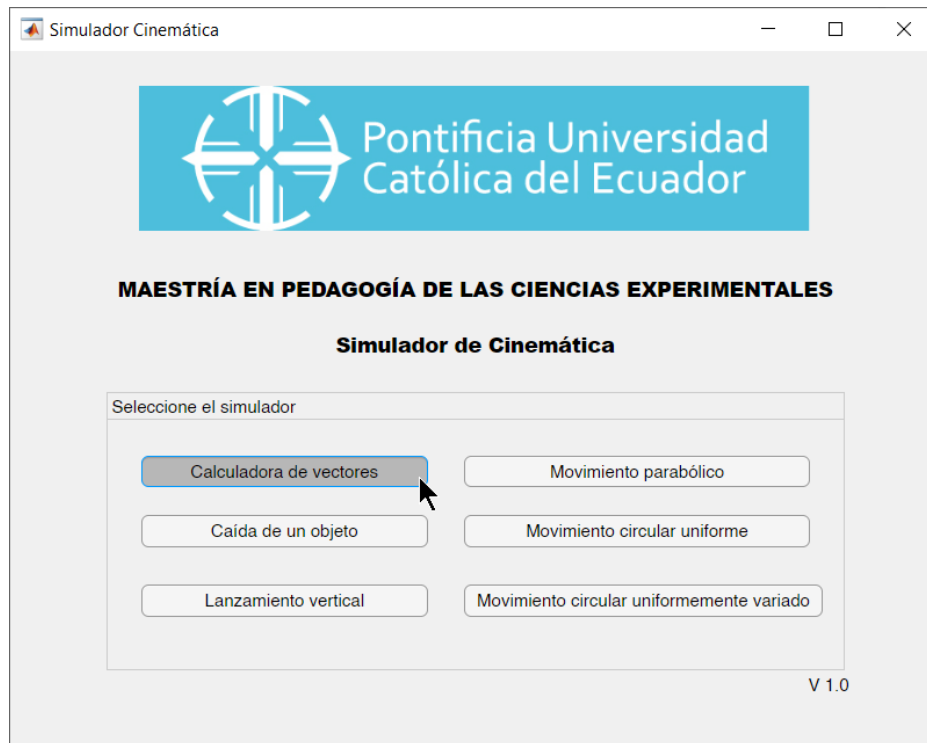 Simulador Cinemática
Pontificia Universidad
Católica del Ecuador
MAESTRÍA EN PEDAGOGÍA DE LAS CIENCIAS EXPERIMENTALES
Simulador de Cinemática
Seleccione el simulador
Calculadora de vectores
Movimiento parabólico
Caída de un objeto
Movimiento circular uniforme
Lanzamiento vertical
Movimiento circular uniformemente variado
V 1.0